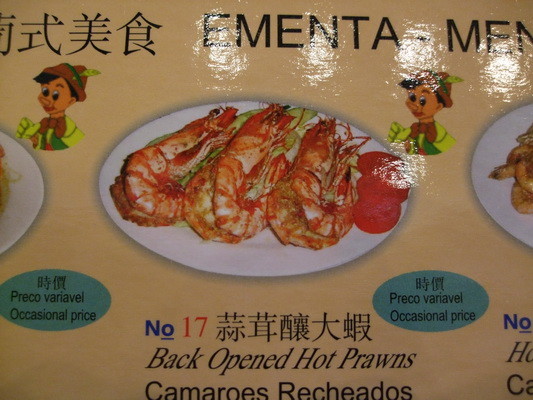 式美食 EMENTA - MEN
時價
Preco variavel
Occasional price
時價
Preco variavel
Occasional price
No 17 蒜茸釀大蝦
Back Opened Hot Prawns
Camaroes Recheados
No
Ho
Ca